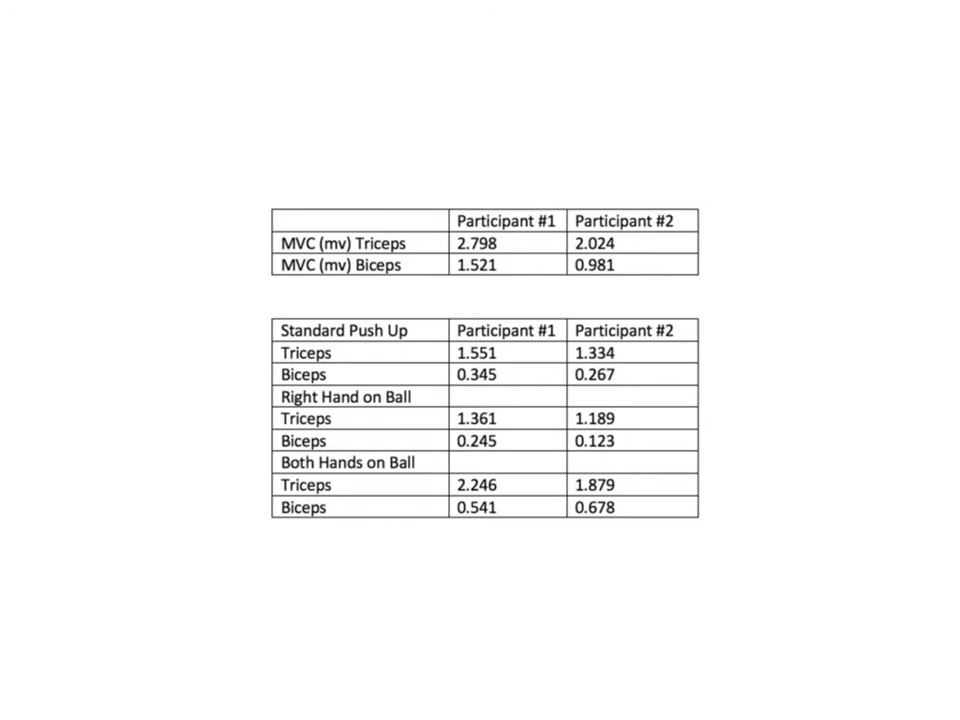 Participant #1 Participant #2
MVC (mv) Triceps 2.798 2.024
MVC (mv) Biceps 1.521 0.981
Standard Push Up Participant #1 Participant #2
Triceps 1.551 1.334
Biceps 0.345 0.267
Right Hand on Ball
Triceps 1.361 1.189
Biceps 0.245 0.123
Both Hands on Ball
Triceps 2.246 1.879
Biceps 0.541 0.678